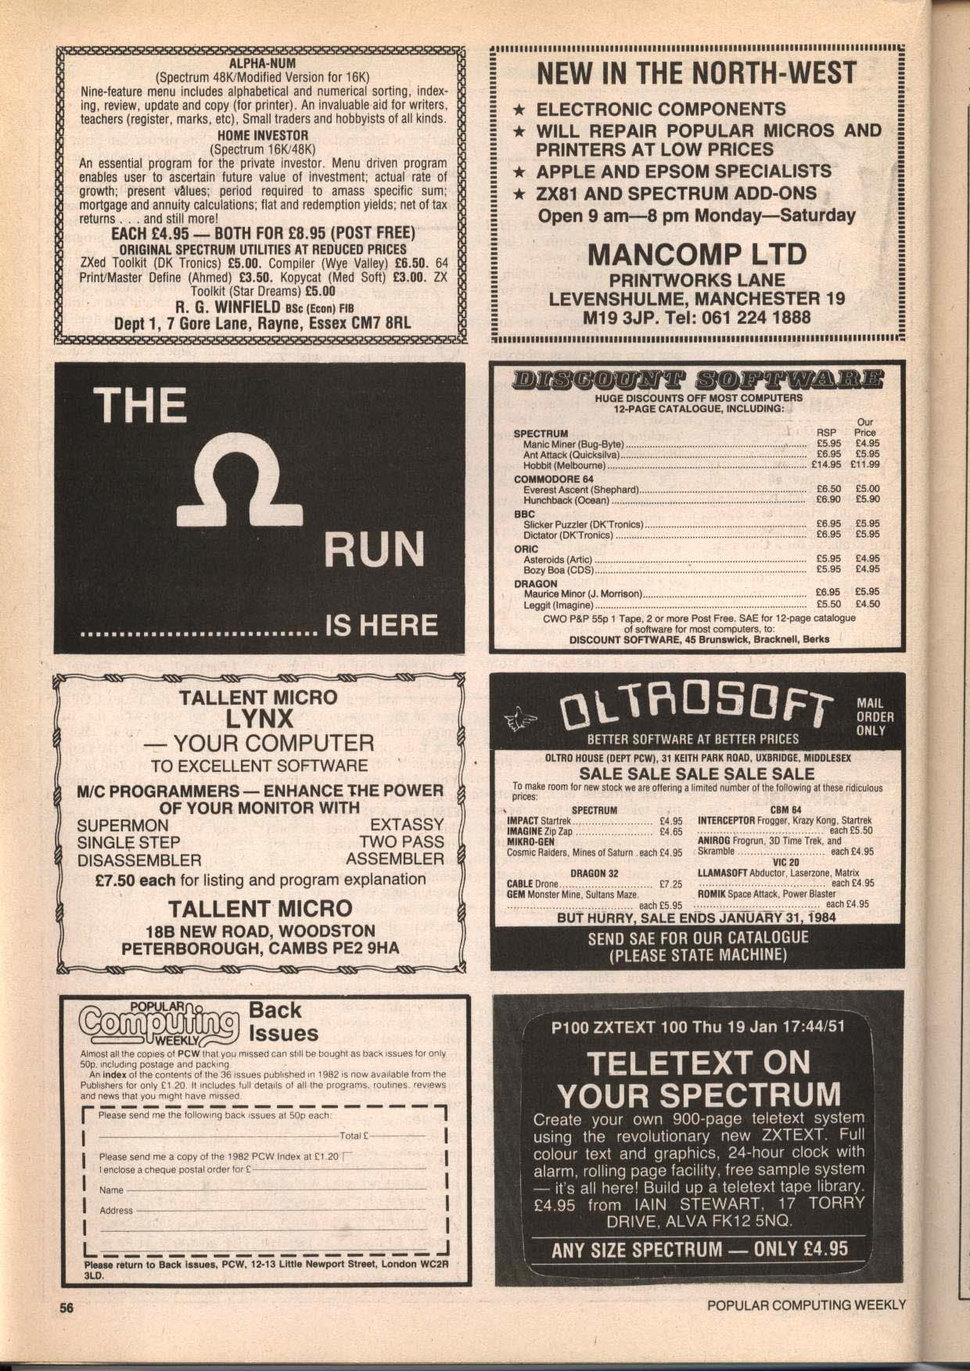 ALPHA-NUM
(Spectrum 48K/Modified Version for 16K)
Nine-feature menu includes alphabetical and numerical sorting, index-
ing, review, update and copy (for printer). An invaluable aid for writers,
teachers (register, marks, etc), Small traders and hobbyists of all kinds.
HOME INVESTOR
(Spectrum 16K/48K)
An essential program for the private investor. Menu driven program
enables user to ascertain future value of investment; actual rate of
growth; present values; period required to amass specific sum;
mortgage and annuity calculations; flat and redemption yields; net of tax
returns . . . and still more!
EACH £4.95 — BOTH FOR £8.95 (POST FREE)
ORIGINAL SPECTRUM UTILITIES AT REDUCED PRICES
ZXed Toolkit (DK Tronics) £5.00. Compiler (Wye Valley) £6.50. 64
Print/Master Define (Ahmed) £3.50. Kopycat (Med Soft) £3.00. ZX
Toolkit (Star Dreams) £5.00
R. G. WINFIELD BSc (Econ) FIB
Dept 1, 7 Gore Lane, Rayne, Essex CM7 8RL
NEW IN THE NORTH-WEST
★ ELECTRONIC COMPONENTS
★ WILL REPAIR POPULAR MICROS AND
PRINTERS AT LOW PRICES
★ APPLE AND EPSOM SPECIALISTS
★ ZX81 AND SPECTRUM ADD-ONS
Open 9 am—8 pm Monday—Saturday
MANCOMP LTD
PRINTWORKS LANE
LEVENSHULME, MANCHESTER 19
M19 3JP. Tel: 061 224 1888
THE
Ω
RUN
.............................. IS HERE
DISCOUNT SOFTWARE
HUGE DISCOUNTS OFF MOST COMPUTERS
12-PAGE CATALOGUE, INCLUDING:
Our
RSP Price
SPECTRUM
Manic Miner (Bug-Byte) £5.95 £4.95
Ant Attack (Quicksilva) £6.95 £5.95
Hobbit (Melbourne) £14.95 £11.99
COMMODORE 64
Everest Ascent (Shephard) £6.50 £5.00
Hunchback (Ocean) £6.90 £5.90
BBC
Slicker Puzzler (DK'Tronics) £6.95 £5.95
Dictator (DK'Tronics) £6.95 £5.95
ORIC
Asteroids (Artic) £5.95 £4.95
Bozy Boa (CDS) £5.95 £4.95
DRAGON
Maurice Minor (J. Morrison) £6.95 £5.95
Leggit (Imagine) £5.50 £4.50
CWO P&P 55p 1 Tape, 2 or more Post Free. SAE for 12-page catalogue
of software for most computers, to:
DISCOUNT SOFTWARE, 45 Brunswick, Bracknell, Berks
TALLENT MICRO
LYNX
— YOUR COMPUTER
TO EXCELLENT SOFTWARE
M/C PROGRAMMERS — ENHANCE THE POWER
OF YOUR MONITOR WITH
SUPERMON EXTASSY
SINGLE STEP TWO PASS
DISASSEMBLER ASSEMBLER
£7.50 each for listing and program explanation
TALLENT MICRO
18B NEW ROAD, WOODSTON
PETERBOROUGH, CAMBS PE2 9HA
OLTROSOFT
MAIL
ORDER
ONLY
BETTER SOFTWARE AT BETTER PRICES
OLTRO HOUSE (DEPT PCW), 31 KEITH PARK ROAD, UXBRIDGE, MIDDLESEX
SALE SALE SALE SALE SALE
To make room for new stock we are offering a limited number of the following at these ridiculous
prices:
SPECTRUM
IMPACT Startrek £4.95
IMAGINE Zip Zap £4.65
MIKRO-GEN
Cosmic Raiders, Mines of Saturn . each £4.95
DRAGON 32
CABLE Drone £7.25
GEM Monster Mine, Sultans Maze.
each £5.95
CBM 64
INTERCEPTOR Frogger, Krazy Kong, Startrek
each £5.50
ANIROG Frogrun, 3D Time Trek, and
Skramble each £4.95
VIC 20
LLAMASOFT Abductor, Laserzone, Matrix
each £4.95
ROMIK Space Attack, Power Blaster
each £4.95
BUT HURRY, SALE ENDS JANUARY 31, 1984
SEND SAE FOR OUR CATALOGUE
(PLEASE STATE MACHINE)
POPULAR
Computing
WEEKLY
Back
Issues
Almost all the copies of PCW that you missed can still be bought as back issues for only
50p, including postage and packing.
An index of the contents of the 36 issues published in 1982 is now available from the
Publishers for only £1.20. It includes full details of all the programs, routines, reviews
and news that you might have missed.
Please send me the following back issues at 50p each:
Total £
Please send me a copy of the 1982 PCW Index at £1.20
I enclose a cheque postal order for £
Name
Address
Please return to Back issues, PCW, 12-13 Little Newport Street, London WC2R
3LD.
P100 ZXTEXT 100 Thu 19 Jan 17:44/51
TELETEXT ON
YOUR SPECTRUM
Create your own 900-page teletext system
using the revolutionary new ZXTEXT. Full
colour text and graphics, 24-hour clock with
alarm, rolling page facility, free sample system
— it's all here! Build up a teletext tape library.
£4.95 from IAIN STEWART, 17 TORRY
DRIVE, ALVA FK12 5NQ.
ANY SIZE SPECTRUM — ONLY £4.95
56
POPULAR COMPUTING WEEKLY